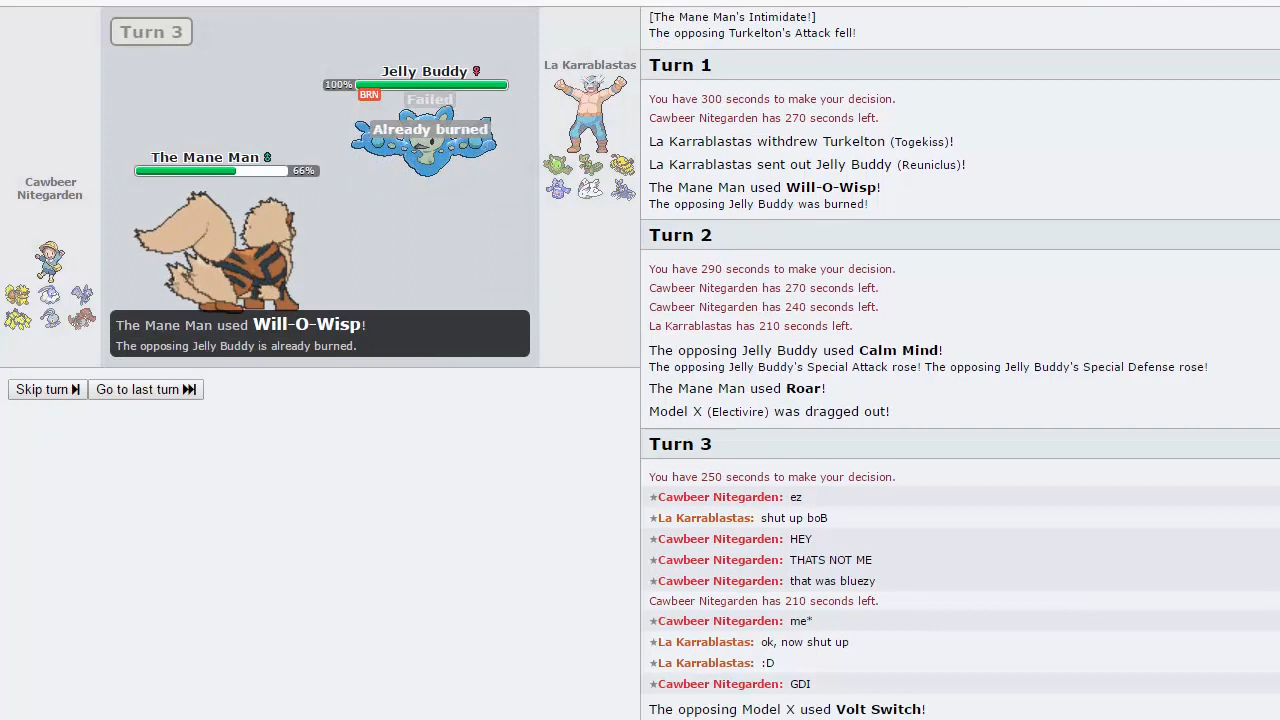 Turn 3
Jelly Buddy
100%
BRN
Failed
Already burned
The Mane Man
66%
Cawbeer
Nitegarden
La Karrablastas
The Mane Man used Will-O-Wisp!
The opposing Jelly Buddy is already burned.
Skip turn
Go to last turn
[The Mane Man's Intimidate!]
The opposing Turkelton's Attack fell!
Turn 1
You have 300 seconds to make your decision.
Cawbeer Nitegarden has 270 seconds left.
La Karrablastas withdrew Turkelton (Togekiss)!
La Karrablastas sent out Jelly Buddy (Reuniclus)!
The Mane Man used Will-O-Wisp!
The opposing Jelly Buddy was burned!
Turn 2
You have 290 seconds to make your decision.
Cawbeer Nitegarden has 270 seconds left.
Cawbeer Nitegarden has 240 seconds left.
La Karrablastas has 210 seconds left.
The opposing Jelly Buddy used Calm Mind!
The opposing Jelly Buddy's Special Attack rose! The opposing Jelly Buddy's Special Defense rose!
The Mane Man used Roar!
Model X (Electivire) was dragged out!
Turn 3
You have 250 seconds to make your decision.
★Cawbeer Nitegarden: ez
★La Karrablastas: shut up boB
★Cawbeer Nitegarden: HEY
★Cawbeer Nitegarden: THATS NOT ME
★Cawbeer Nitegarden: that was bluezy
Cawbeer Nitegarden has 210 seconds left.
★Cawbeer Nitegarden: me*
★La Karrablastas: ok, now shut up
★La Karrablastas: :D
★Cawbeer Nitegarden: GDI
The opposing Model X used Volt Switch!